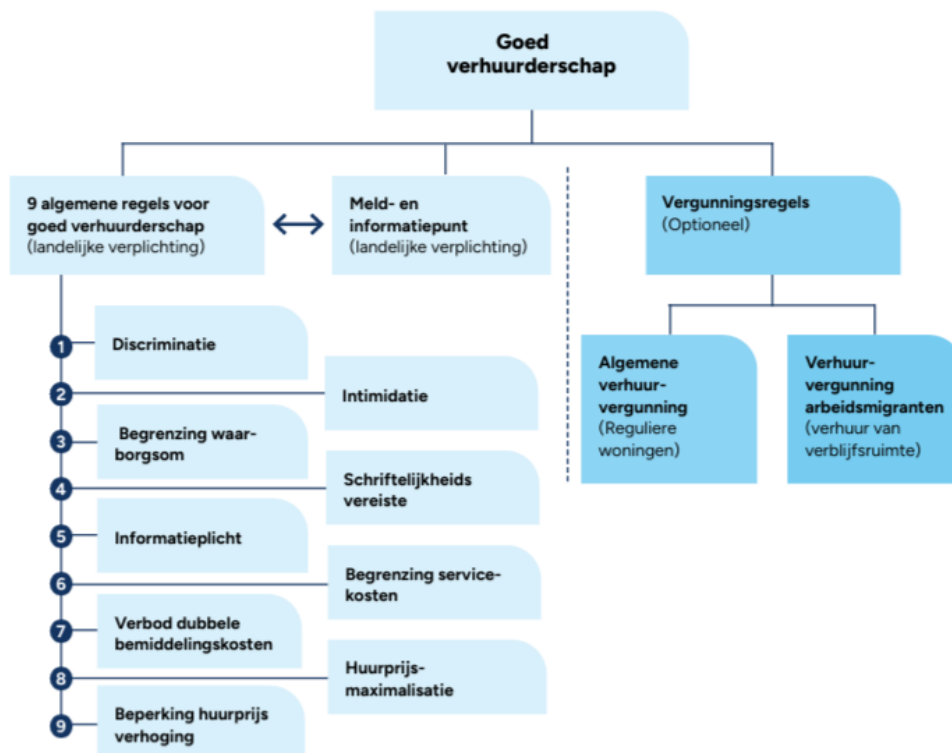 Goed
verhuurderschap
9 algemene regels voor
goed verhuurderschap
(landelijke verplichting)
Meld- en
informatiepunt
(landelijke verplichting)
Vergunningsregels
(Optioneel)
Algemene
verhuur-
vergunning
(Reguliere
woningen)
Verhuur-
vergunning
arbeidsmigranten
(verhuur van
verblijfsruimte)
1
Discriminatie
2
Intimidatie
3
Begrenzing waar-
borgsom
4
Schriftelijkheids
vereiste
5
Informatieplicht
6
Begrenzing service-
kosten
7
Verbod dubbele
bemiddelingskosten
8
Huurprijs-
maximalisatie
9
Beperking huurprijs
verhoging